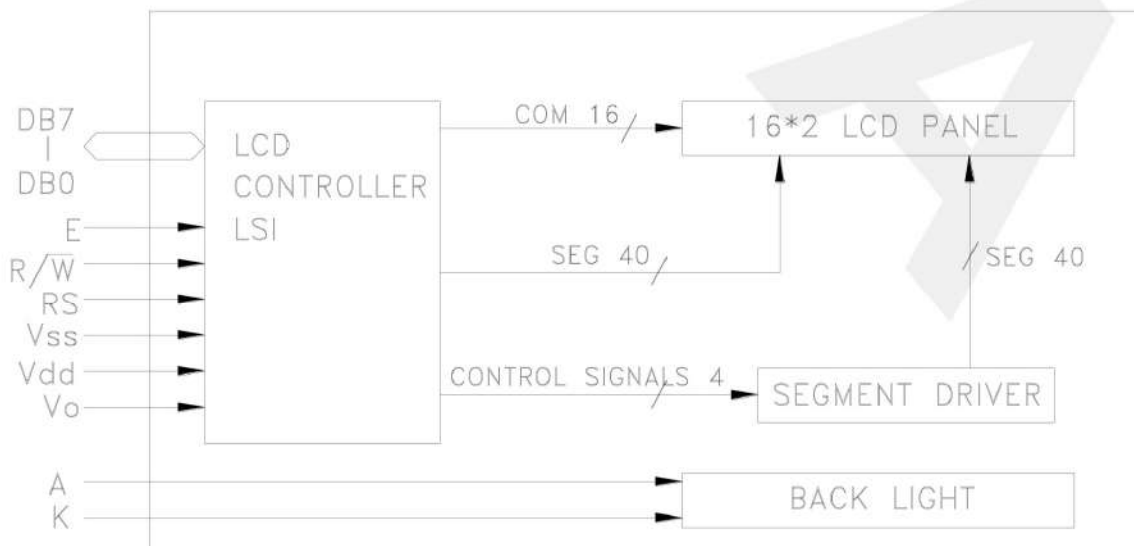 DB7
|
DB0
E
R/W̅
RS
Vss
Vdd
Vo
A
K
LCD
CONTROLLER
LSI
COM 16
16*2 LCD PANEL
SEG 40
SEG 40
CONTROL SIGNALS 4
SEGMENT DRIVER
BACK LIGHT